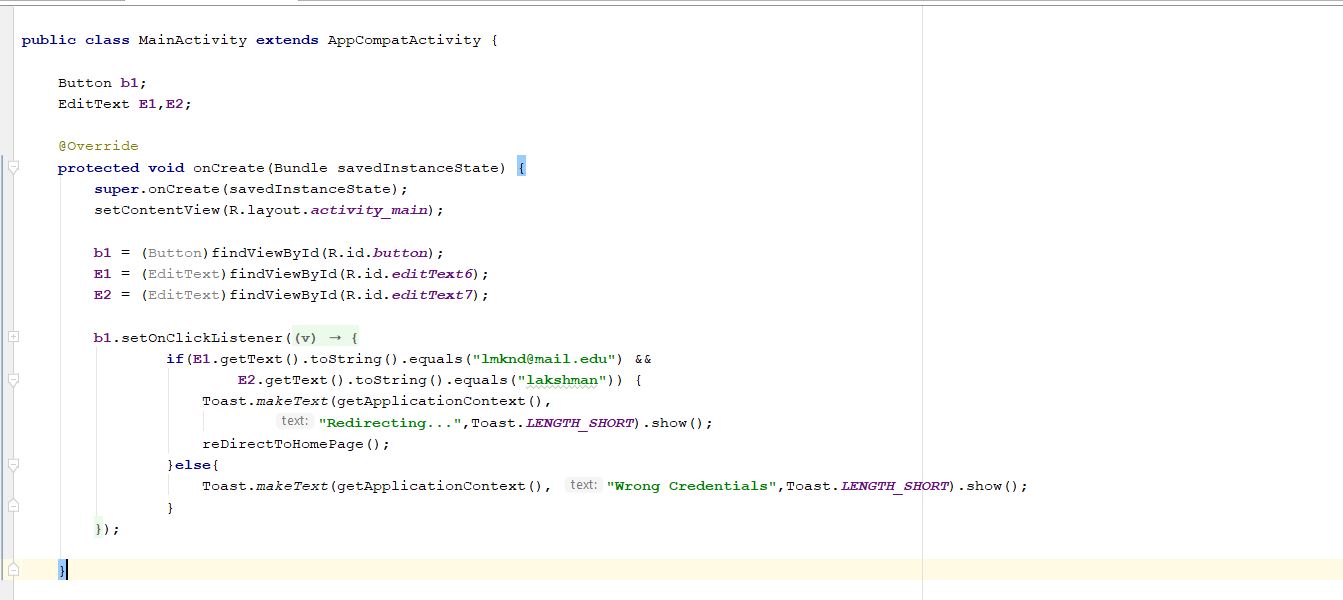 public class MainActivity extends AppCompatActivity {
Button b1;
EditText E1,E2;
@Override
protected void onCreate(Bundle savedInstanceState) {
super.onCreate(savedInstanceState);
setContentView(R.layout.activity_main);
b1 = (Button)findViewById(R.id.button);
E1 = (EditText)findViewById(R.id.editText6);
E2 = (EditText)findViewById(R.id.editText7);
b1.setOnClickListener((v) → {
if(E1.getText().toString().equals("lmknd@mail.edu") &&
E2.getText().toString().equals("lakshman")) {
Toast.makeText(getApplicationContext(),
text: "Redirecting...",Toast.LENGTH_SHORT).show();
reDirectToHomePage();
}else{
Toast.makeText(getApplicationContext(), text: "Wrong Credentials",Toast.LENGTH_SHORT).show();
}
});
}